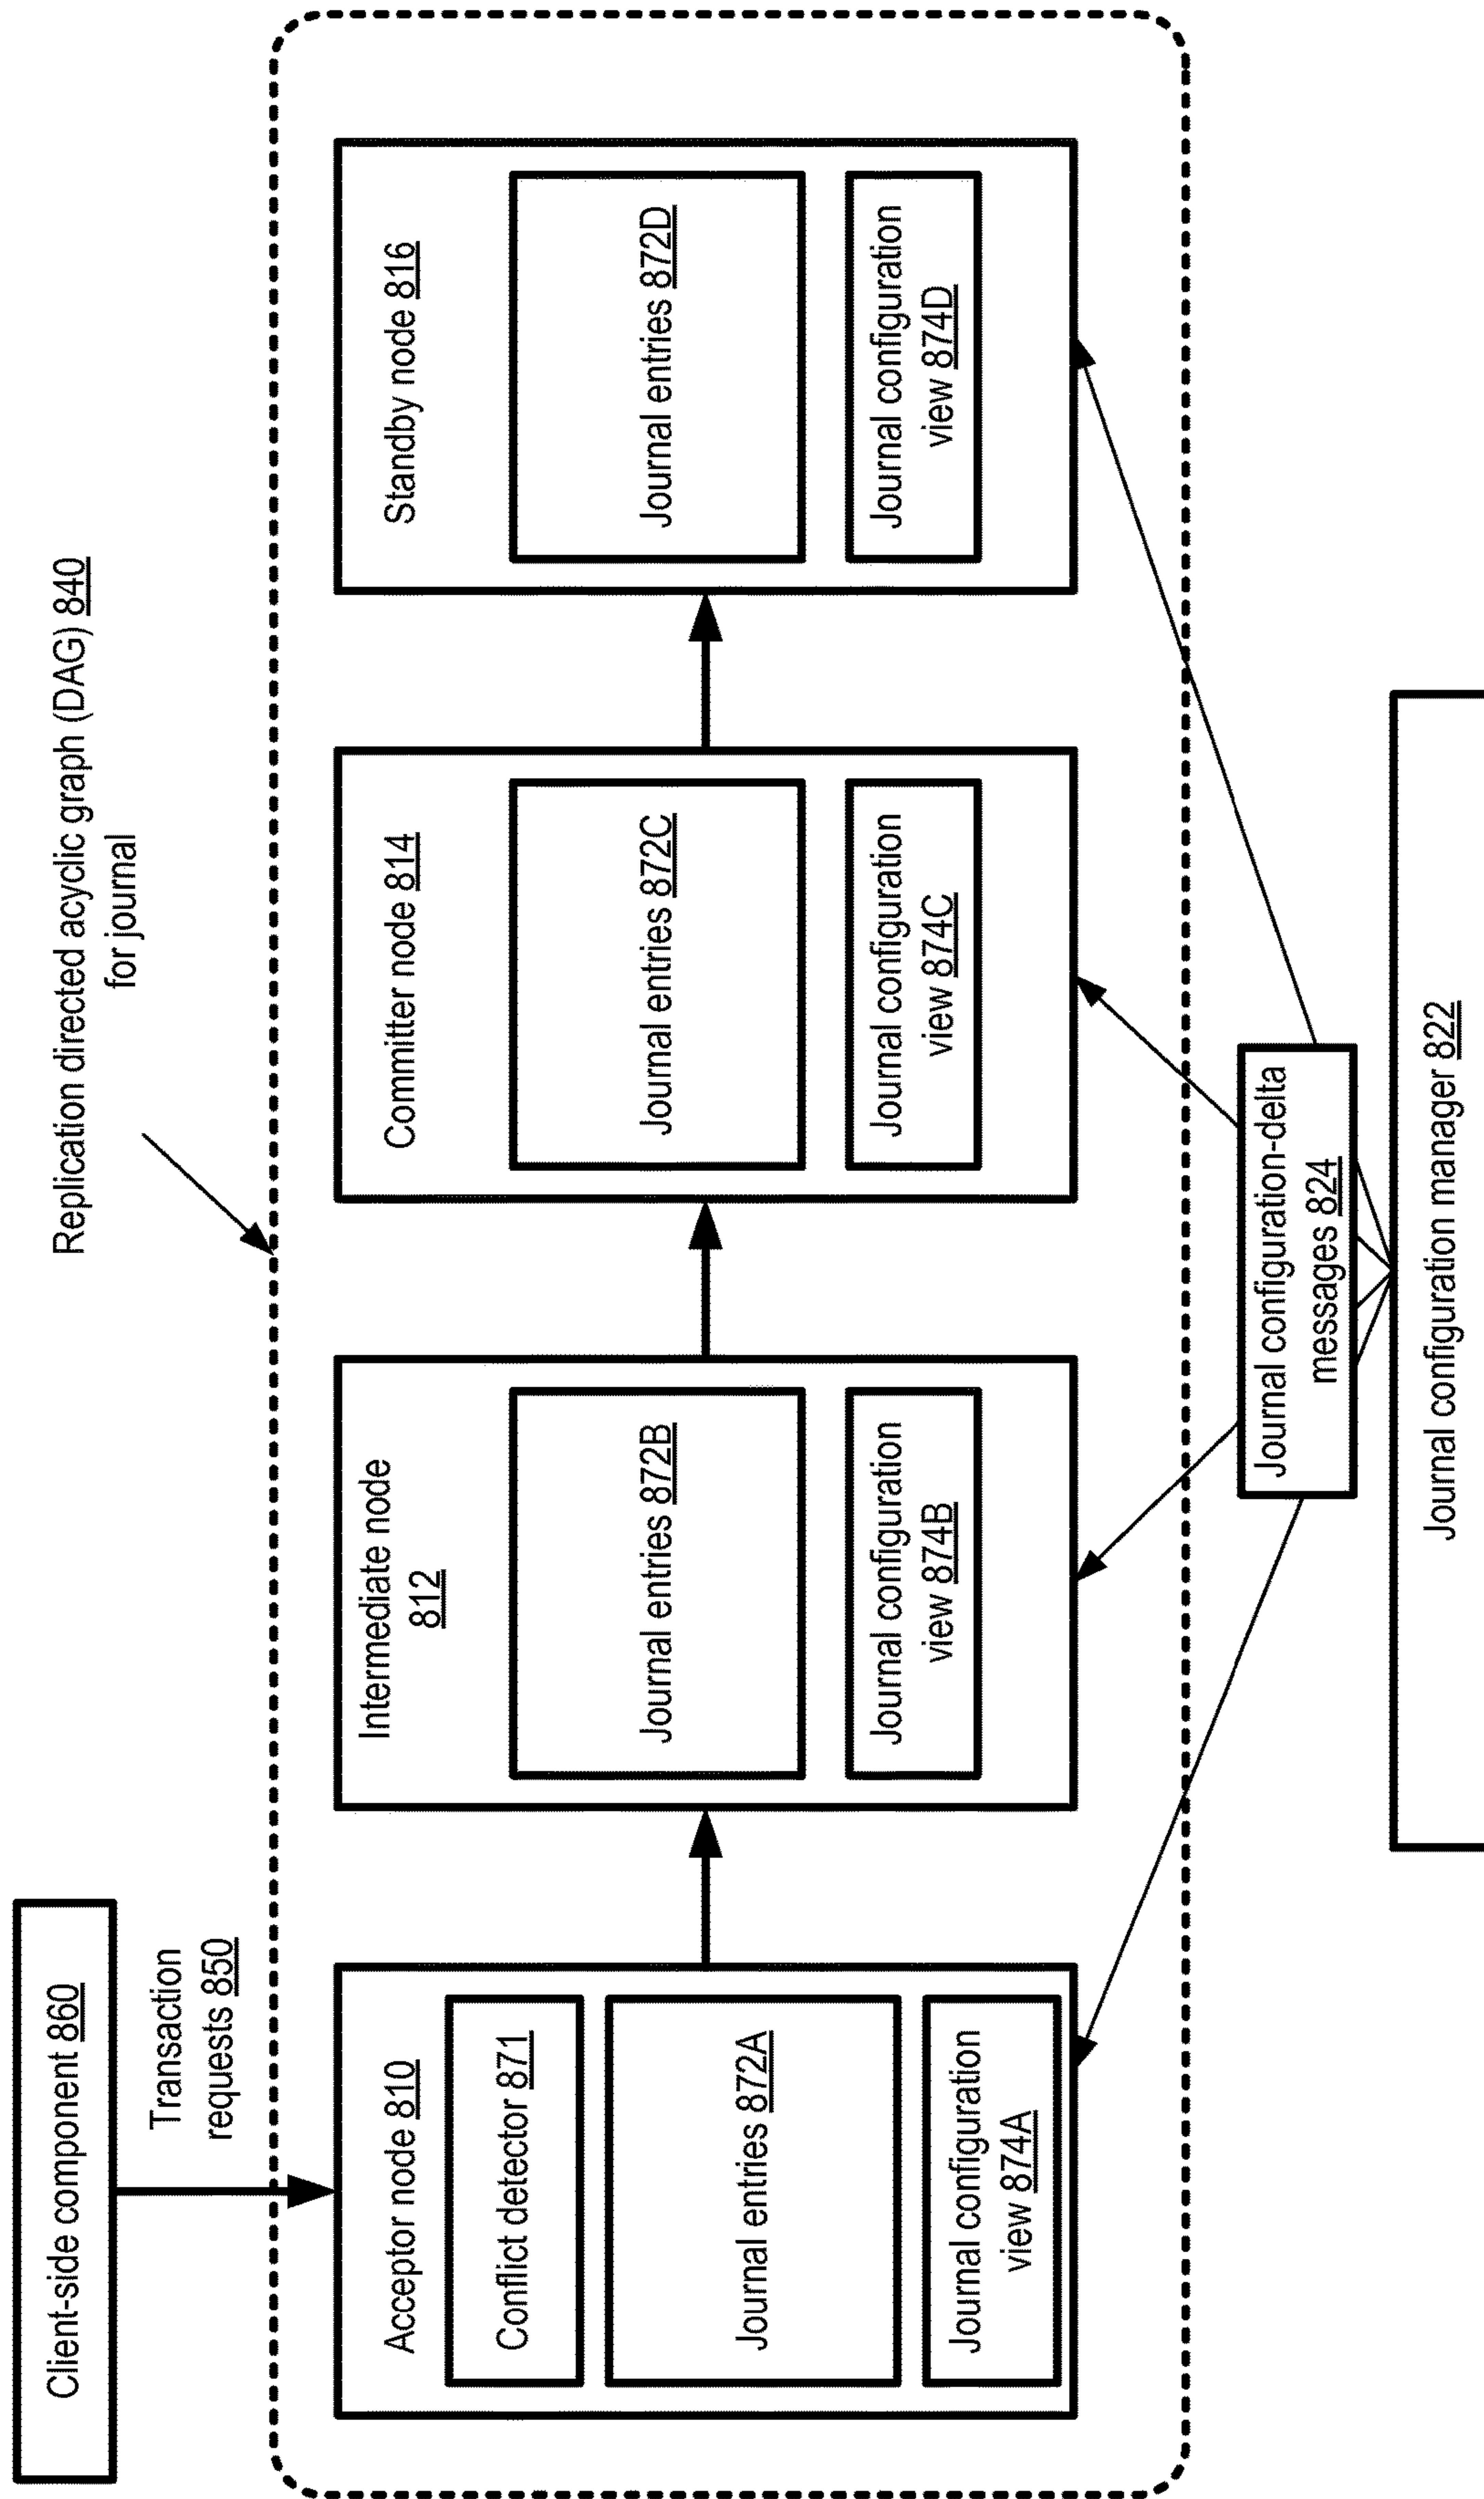 Replication directed acyclic graph (DAG) 840
for journal
Client-side component 860
Transaction
requests 850
Acceptor node 810
Conflict detector 871
Journal entries 872A
Journal configuration
view 874A
Intermediate node
812
Journal entries 872B
Journal configuration
view 874B
Committer node 814
Journal entries 872C
Journal configuration
view 874C
Standby node 816
Journal entries 872D
Journal configuration
view 874D
Journal configuration-delta
messages 824
Journal configuration manager 822